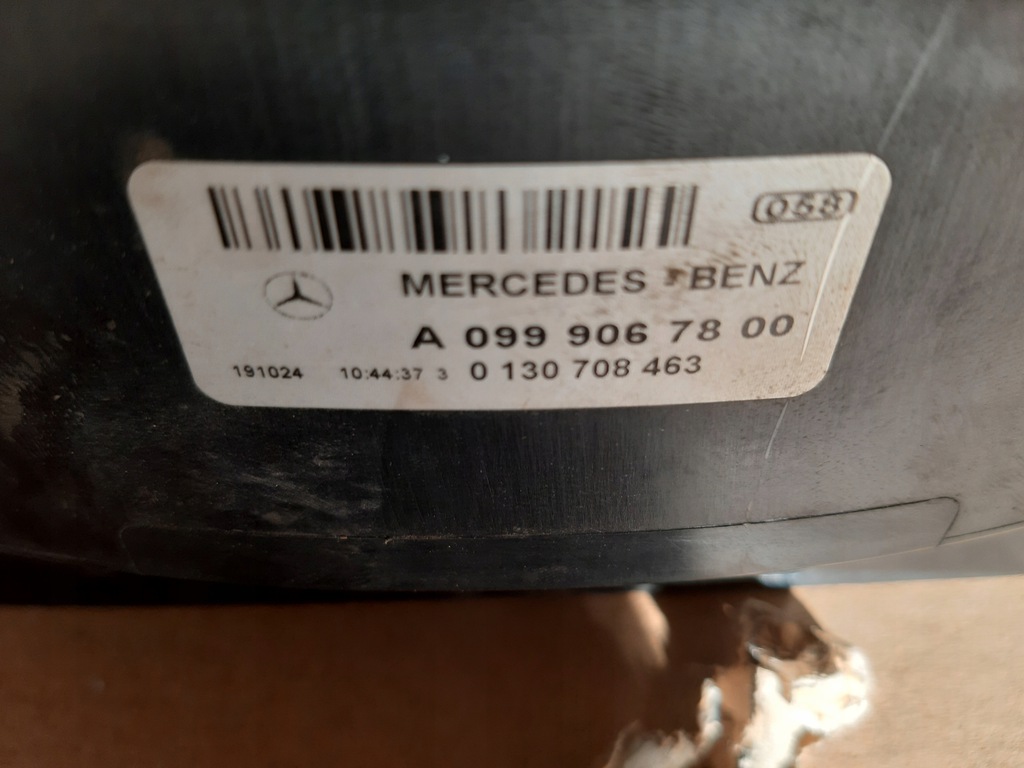 058
MERCEDES - BENZ
A 099 906 78 00
191024 10:44:37 3 0 130 708 463